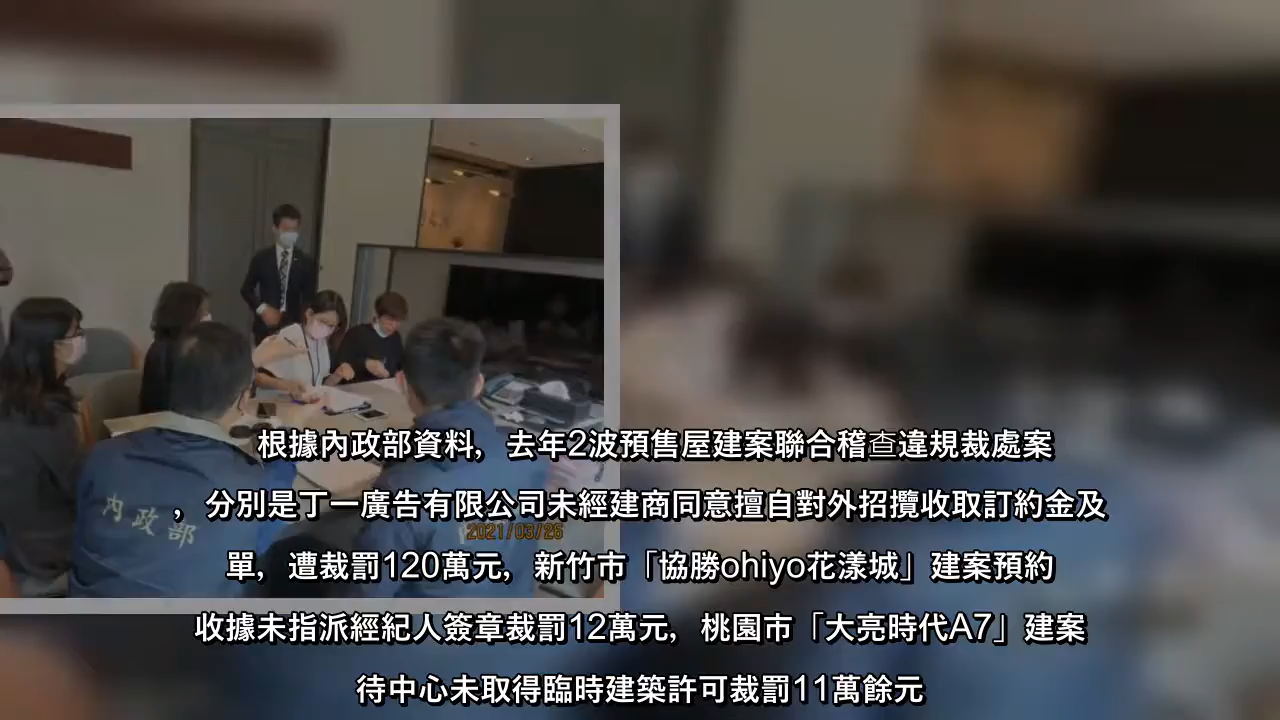 根據內政部資料，去年2波預售屋建案聯合稽查違規裁處案
，分別是丁一廣告有限公司未經建商同意擅自對外招攬收取訂約金及
單，遭裁罰120萬元，新竹市「協勝ohiyo花漾城」建案預約
收據未指派經紀人簽章裁罰12萬元，桃園市「大亮時代A7」建案
待中心未取得臨時建築許可裁罰11萬餘元
內政部
2021/03/25